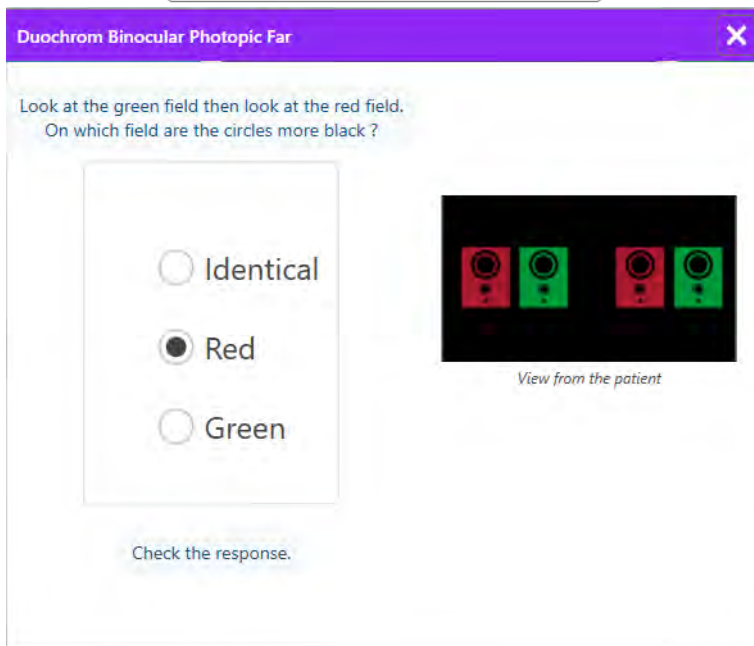 Duochrom Binocular Photopic Far
Look at the green field then look at the red field.
On which field are the circles more black ?
Identical
Red
Green
View from the patient
Check the response.